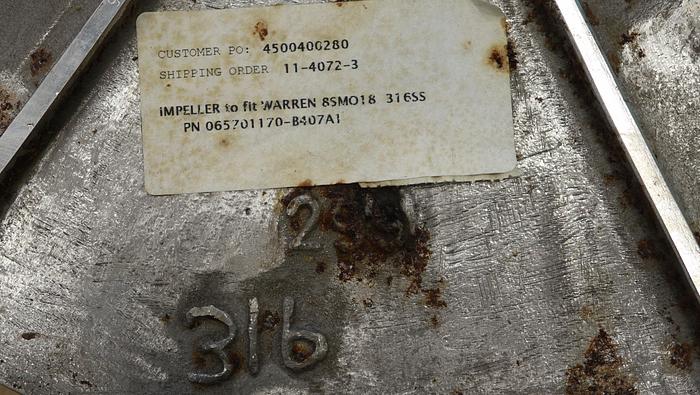 CUSTOMER PO: 4500400280
SHIPPING ORDER 11-4072-3
IMPELLER to fit WARREN 8SMO18 316SS
PN 065701170-B407A1
316